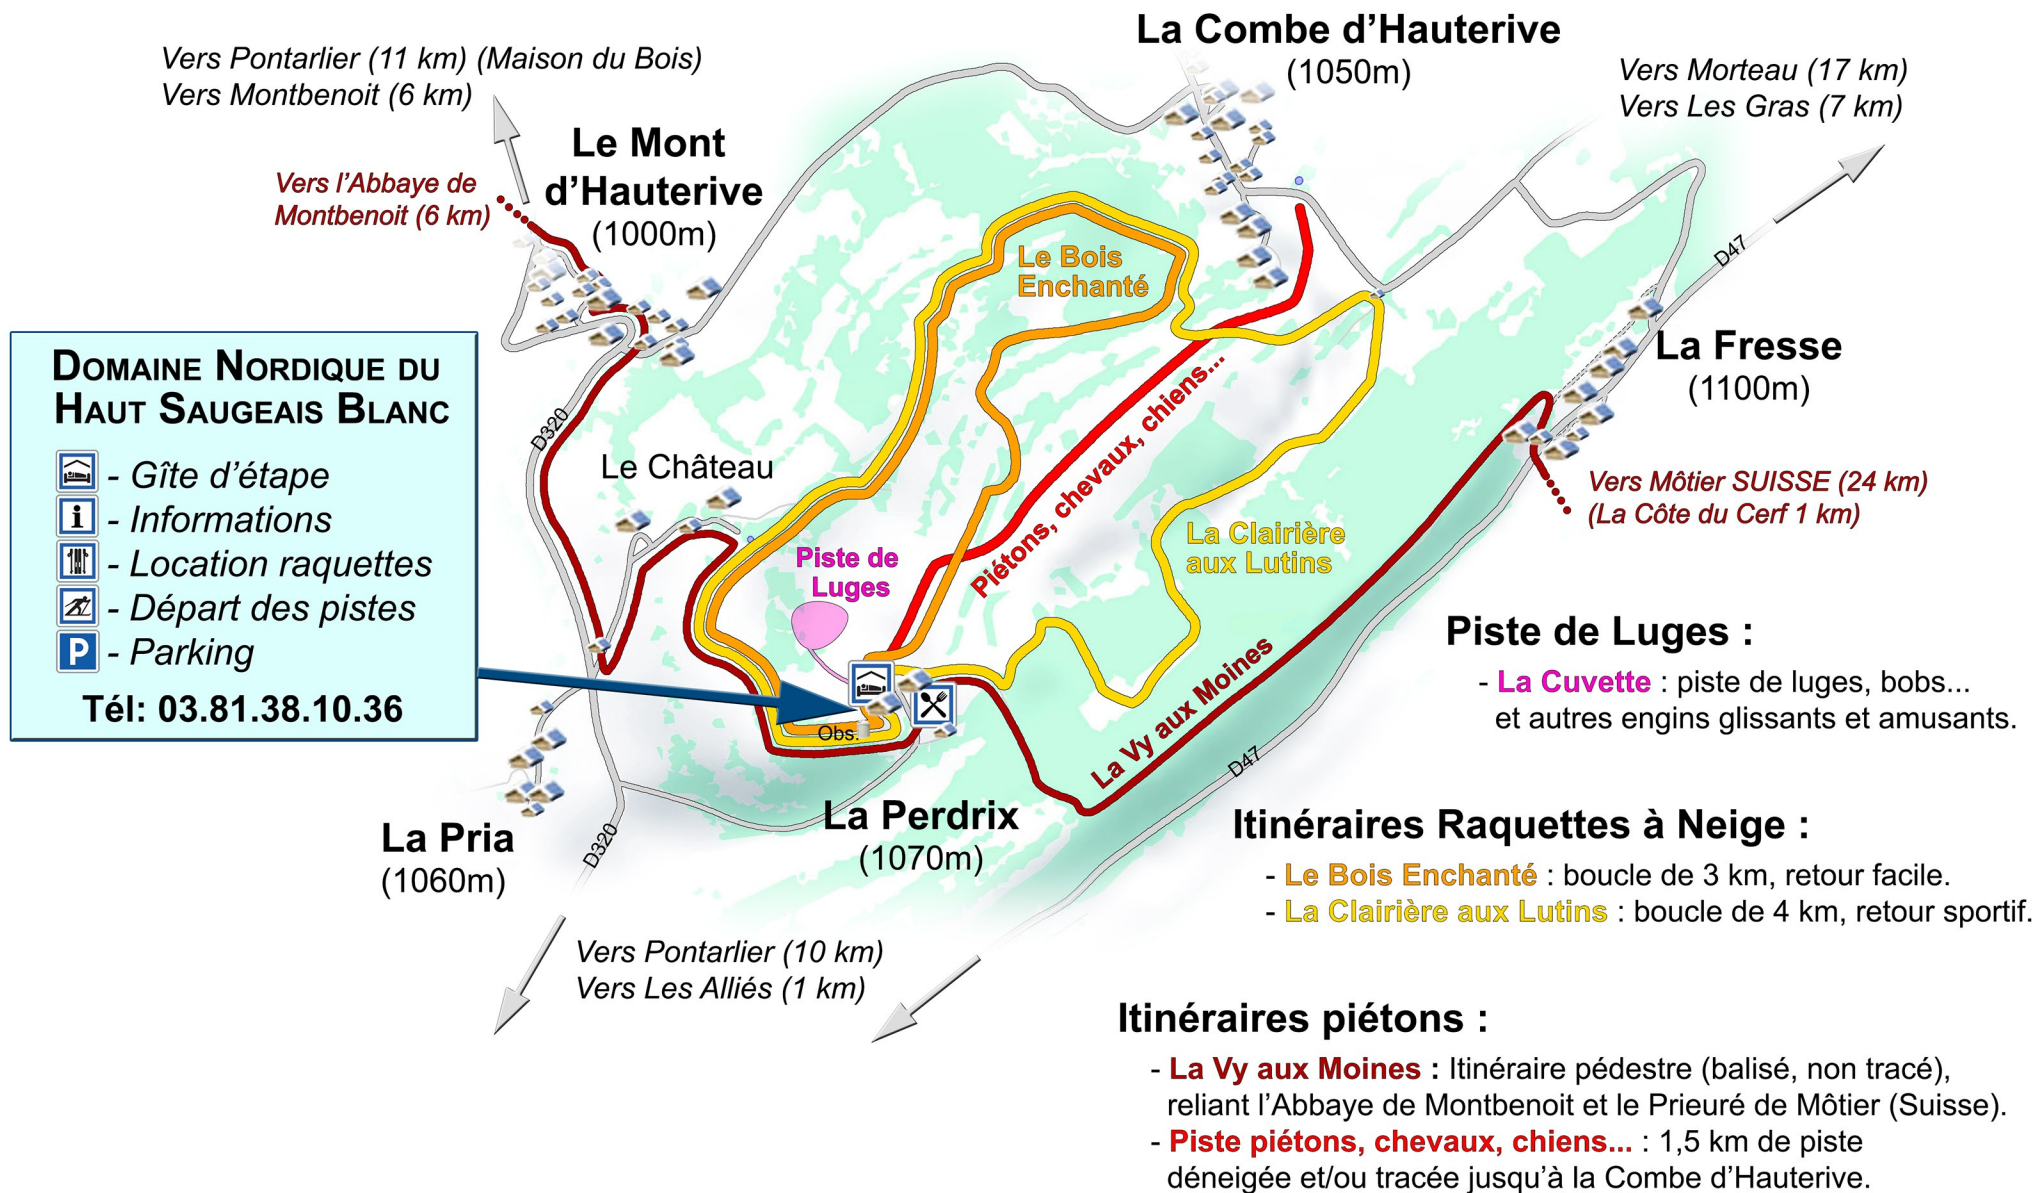 La Combe d'Hauterive
(1050m)
Vers Pontarlier (11 km) (Maison du Bois)
Vers Montbenoit (6 km)
Vers Morteau (17 km)
Vers Les Gras (7 km)
Le Mont
d'Hauterive
(1000m)
Vers l'Abbaye de
Montbenoit (6 km)
D47
Le Bois
Enchanté
La Fresse
(1100m)
DOMAINE NORDIQUE DU
HAUT SAUGEAIS BLANC
- Gîte d'étape
i - Informations
- Location raquettes
- Départ des pistes
P - Parking
Tél: 03.81.38.10.36
D320
Le Château
Piétons, chevaux, chiens...
Vers Môtier SUISSE (24 km)
(La Côte du Cerf 1 km)
La Clairière
aux Lutins
Piste de
Luges
La Vy aux Moines
Obs.
D47
Piste de Luges :
- La Cuvette : piste de luges, bobs...
et autres engins glissants et amusants.
La Perdrix
(1070m)
La Pria
(1060m)
D320
Itinéraires Raquettes à Neige :
- Le Bois Enchanté : boucle de 3 km, retour facile.
- La Clairière aux Lutins : boucle de 4 km, retour sportif.
Vers Pontarlier (10 km)
Vers Les Alliés (1 km)
Itinéraires piétons :
- La Vy aux Moines : Itinéraire pédestre (balisé, non tracé),
reliant l'Abbaye de Montbenoit et le Prieuré de Môtier (Suisse).
- Piste piétons, chevaux, chiens... : 1,5 km de piste
déneigée et/ou tracée jusqu'à la Combe d'Hauterive.